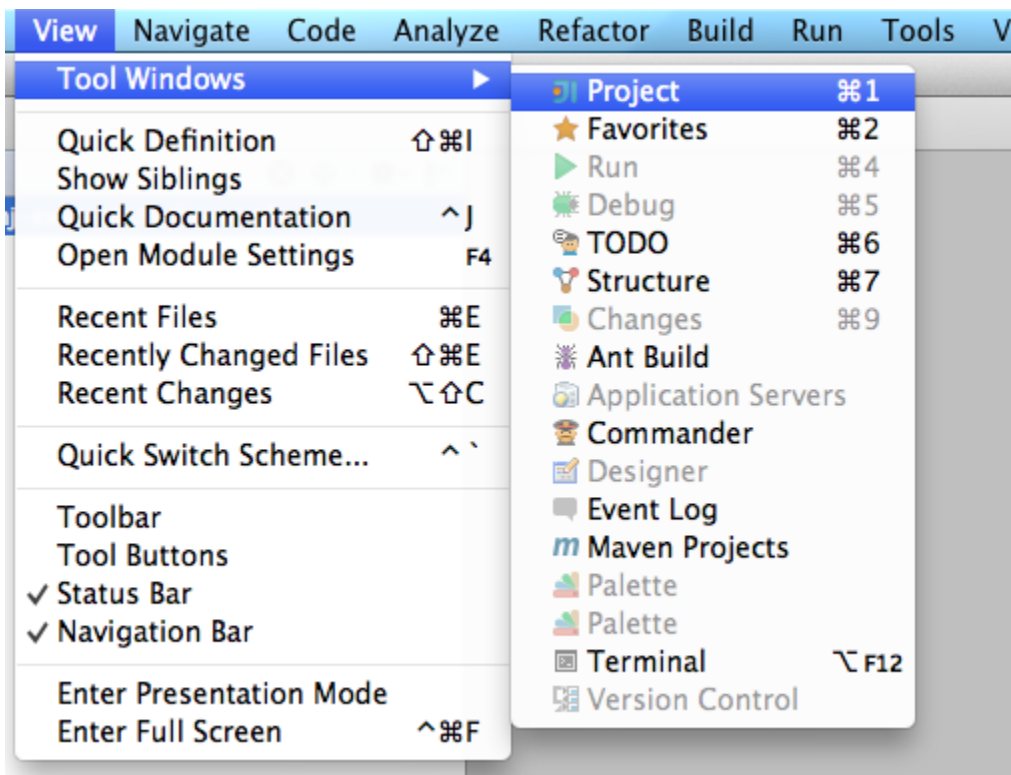 View Navigate Code Analyze Refactor Build Run Tools
Tool Windows ▶
Quick Definition ⇧⌘I
Show Siblings
Quick Documentation ^J
Open Module Settings F4
Recent Files ⌘E
Recently Changed Files ⇧⌘E
Recent Changes ⌥⇧C
Quick Switch Scheme... ^`
Toolbar
Tool Buttons
✓ Status Bar
✓ Navigation Bar
Enter Presentation Mode
Enter Full Screen ^⌘F
Project ⌘1
Favorites ⌘2
Run ⌘4
Debug ⌘5
TODO ⌘6
Structure ⌘7
Changes ⌘9
Ant Build
Application Servers
Commander
Designer
Event Log
Maven Projects
Palette
Palette
Terminal ⌥F12
Version Control